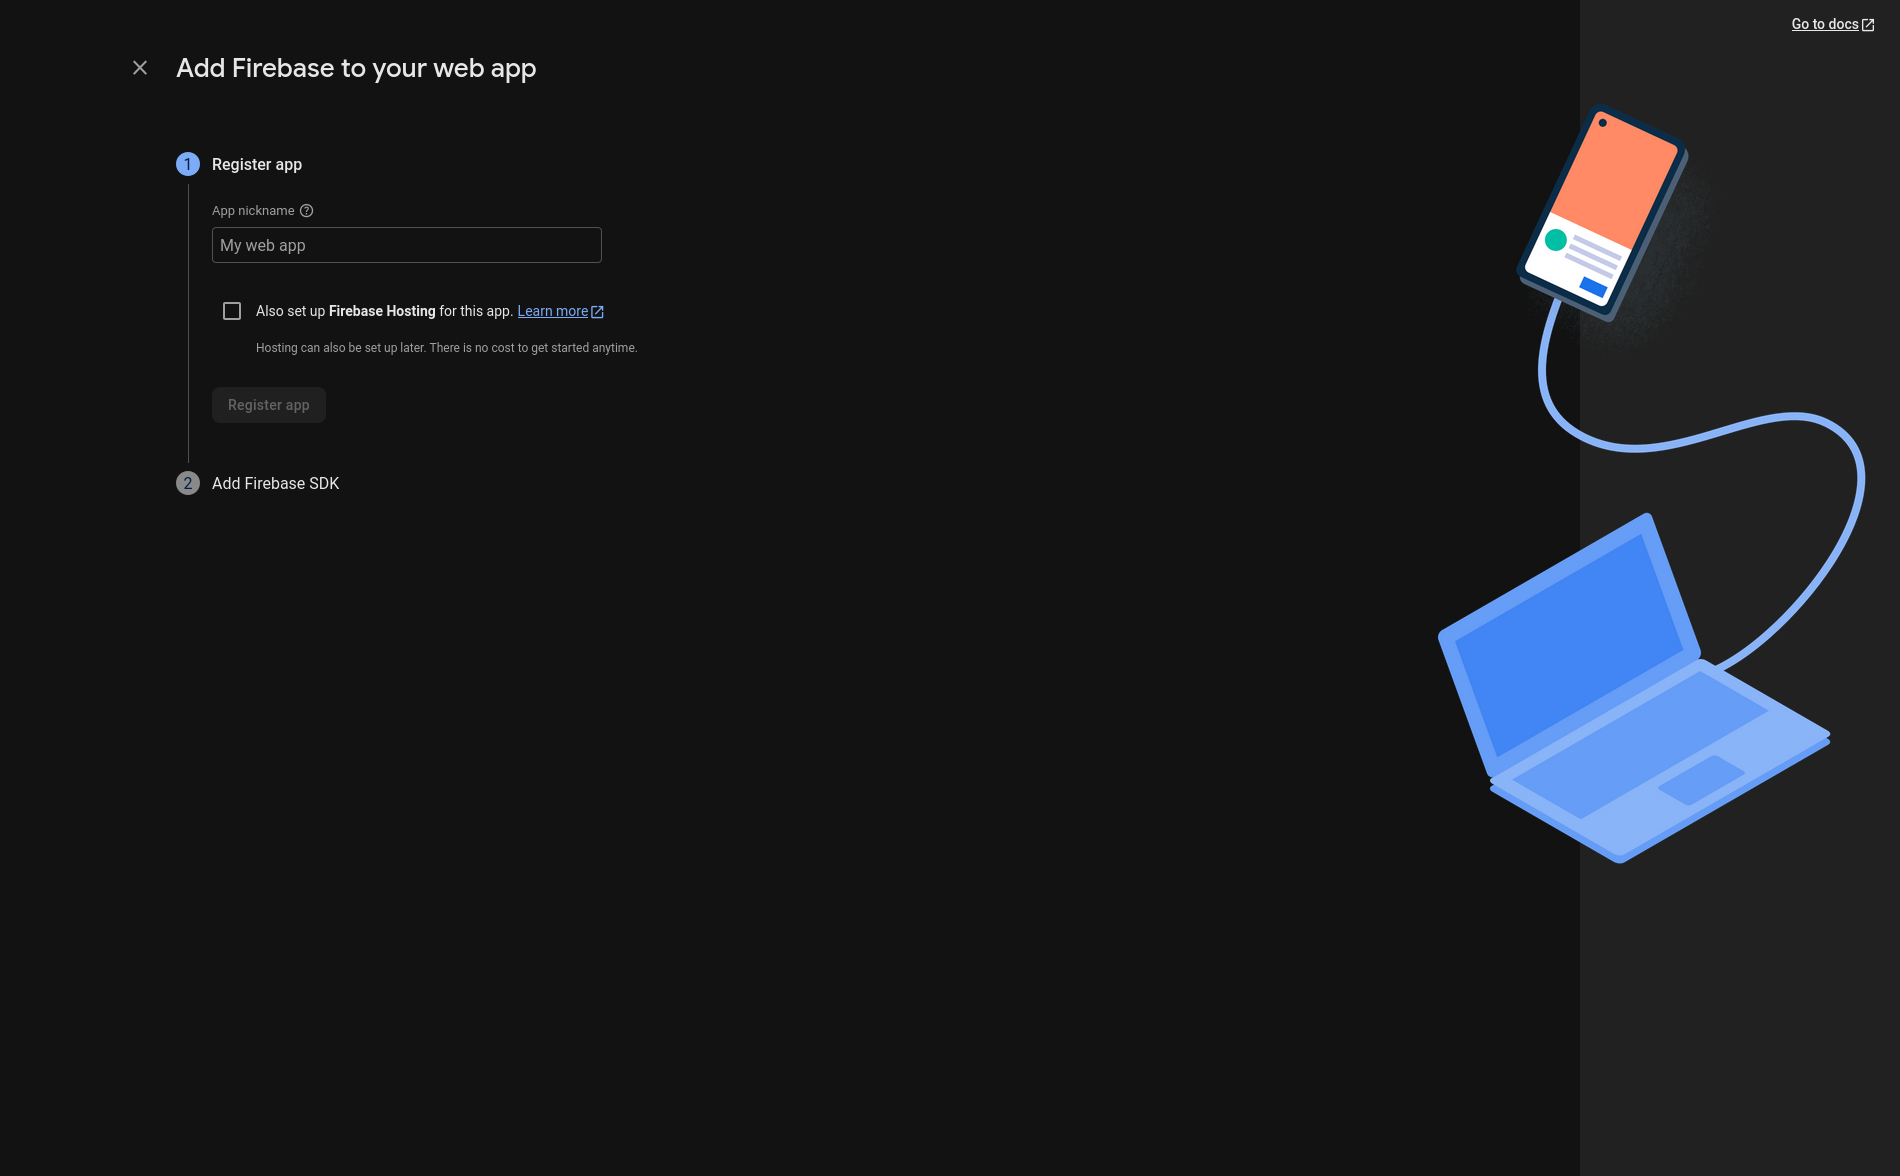 Go to docs
Add Firebase to your web app
1 Register app
App nickname
My web app
Also set up Firebase Hosting for this app. Learn more
Hosting can also be set up later. There is no cost to get started anytime.
Register app
2 Add Firebase SDK